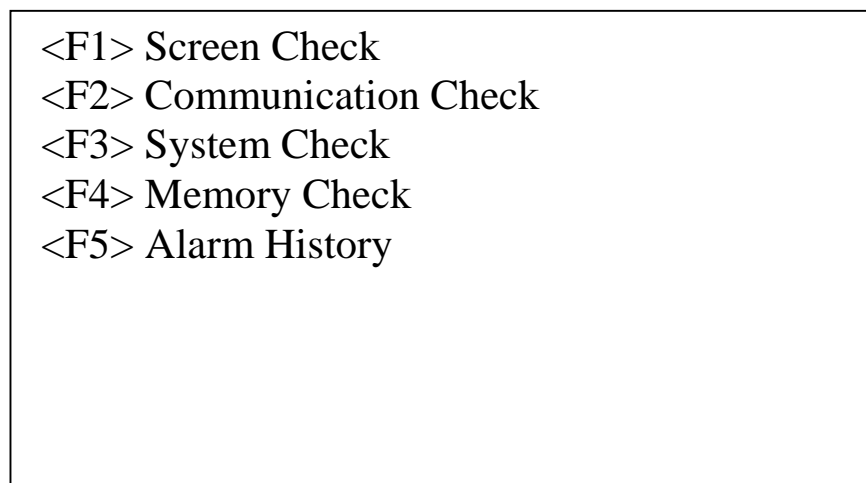 <F1> Screen Check
<F2> Communication Check
<F3> System Check
<F4> Memory Check
<F5> Alarm History